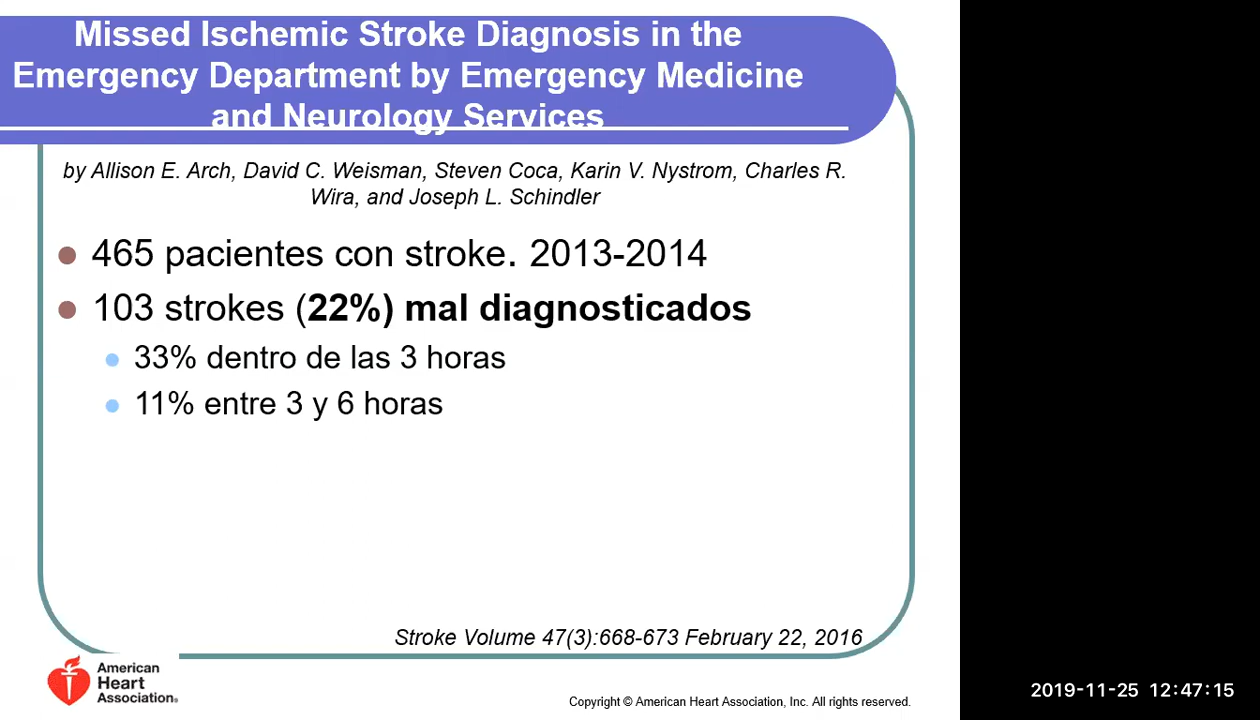 Missed Ischemic Stroke Diagnosis in the
Emergency Department by Emergency Medicine
and Neurology Services
by Allison E. Arch, David C. Weisman, Steven Coca, Karin V. Nystrom, Charles R.
Wira, and Joseph L. Schindler
465 pacientes con stroke. 2013-2014
103 strokes (22%) mal diagnosticados
33% dentro de las 3 horas
11% entre 3 y 6 horas
Stroke Volume 47(3):668-673 February 22, 2016
American
Heart
Association®
Copyright © American Heart Association, Inc. All rights reserved.
2019-11-25 12:47:15